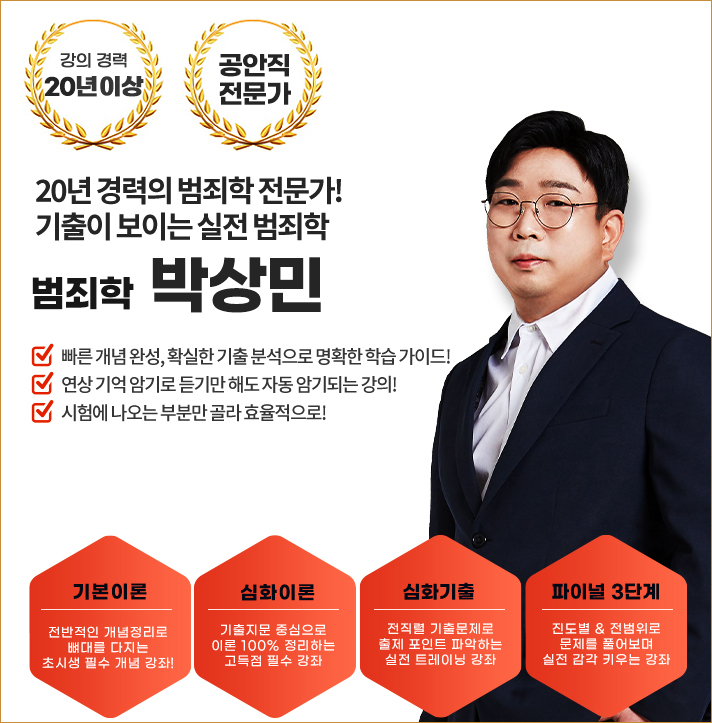 강의 경력
20년 이상
공안직
전문가
20년 경력의 범죄학 전문가!
기출이 보이는 실전 범죄학
범죄학 박상민
빠른 개념 완성, 확실한 기출 분석으로 명확한 학습 가이드!
연상 기억 암기로 듣기만 해도 자동 암기되는 강의!
시험에 나오는 부분만 골라 효율적으로!
기본이론
전반적인 개념정리로
뼈대를 다지는
초시생 필수 개념 강좌!
심화이론
기출지문 중심으로
이론 100% 정리하는
고득점 필수 강좌
심화기출
전직렬 기출문제로
출제 포인트 파악하는
실전 트레이닝 강좌
파이널 3단계
진도별 & 전범위로
문제를 풀어보며
실전 감각 키우는 강좌